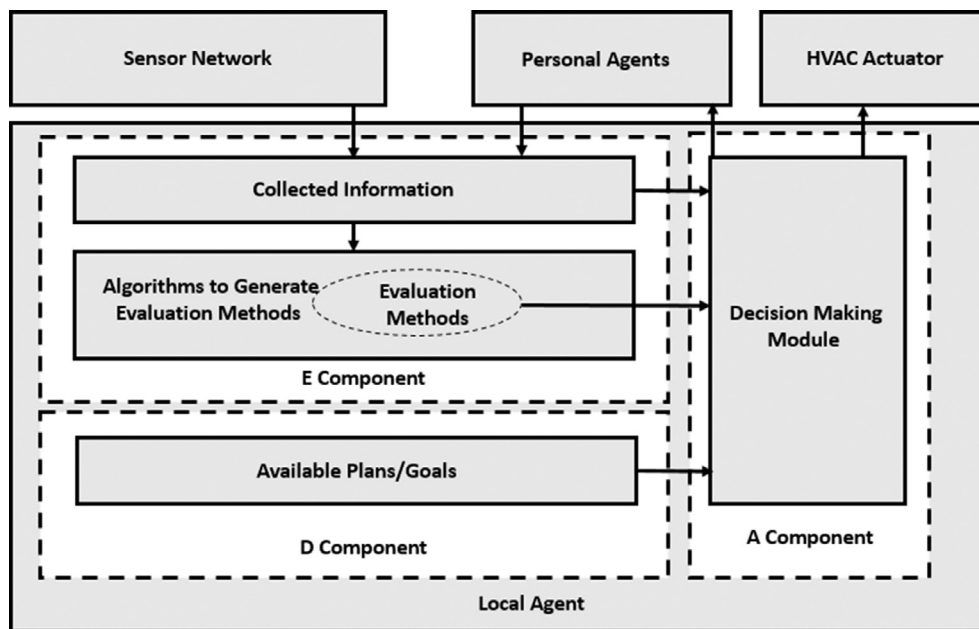 Sensor Network
Personal Agents
HVAC Actuator
Collected Information
Algorithms to Generate
Evaluation Methods
Evaluation
Methods
E Component
Decision Making
Module
Available Plans/Goals
D Component
A Component
Local Agent